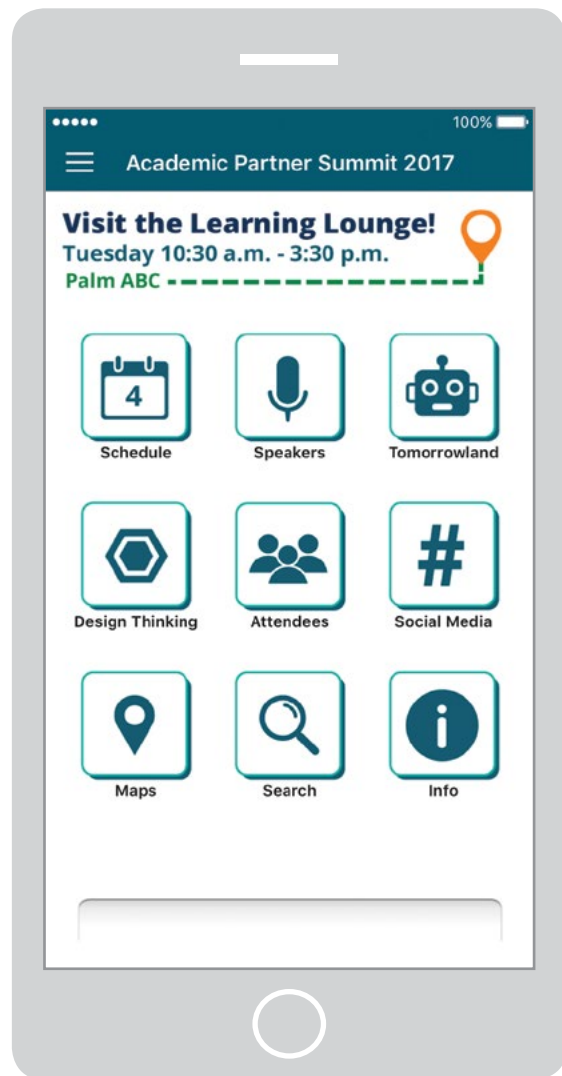 100%
Academic Partner Summit 2017
Visit the Learning Lounge!
Tuesday 10:30 a.m. - 3:30 p.m.
Palm ABC
4
Schedule Speakers Tomorrowland
#
Design Thinking Attendees Social Media
i
Maps Search Info